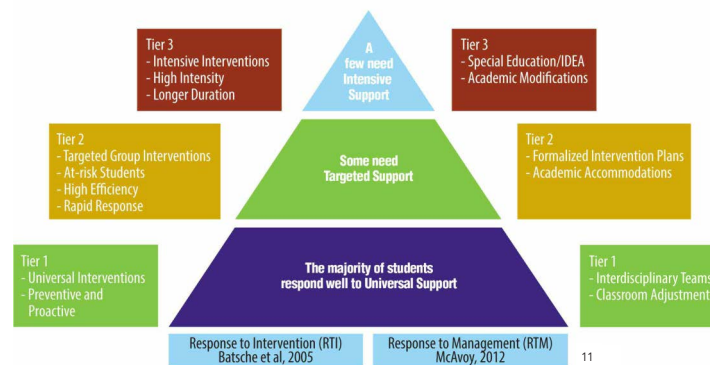 Tier 3
- Intensive Interventions
- High Intensity
- Longer Duration
A
few need
Intensive
Support
Tier 3
- Special Education/IDEA
- Academic Modifications
Tier 2
- Targeted Group Interventions
- At-risk Students
- High Efficiency
- Rapid Response
Some need
Targeted Support
Tier 2
- Formalized Intervention Plans
- Academic Accommodations
Tier 1
- Universal Interventions
- Preventive and
Proactive
The majority of students
respond well to Universal Support
Tier 1
- Interdisciplinary Teams
- Classroom Adjustment
Response to Intervention (RTI)
Batsche et al, 2005
Response to Management (RTM)
McAvoy, 2012
11